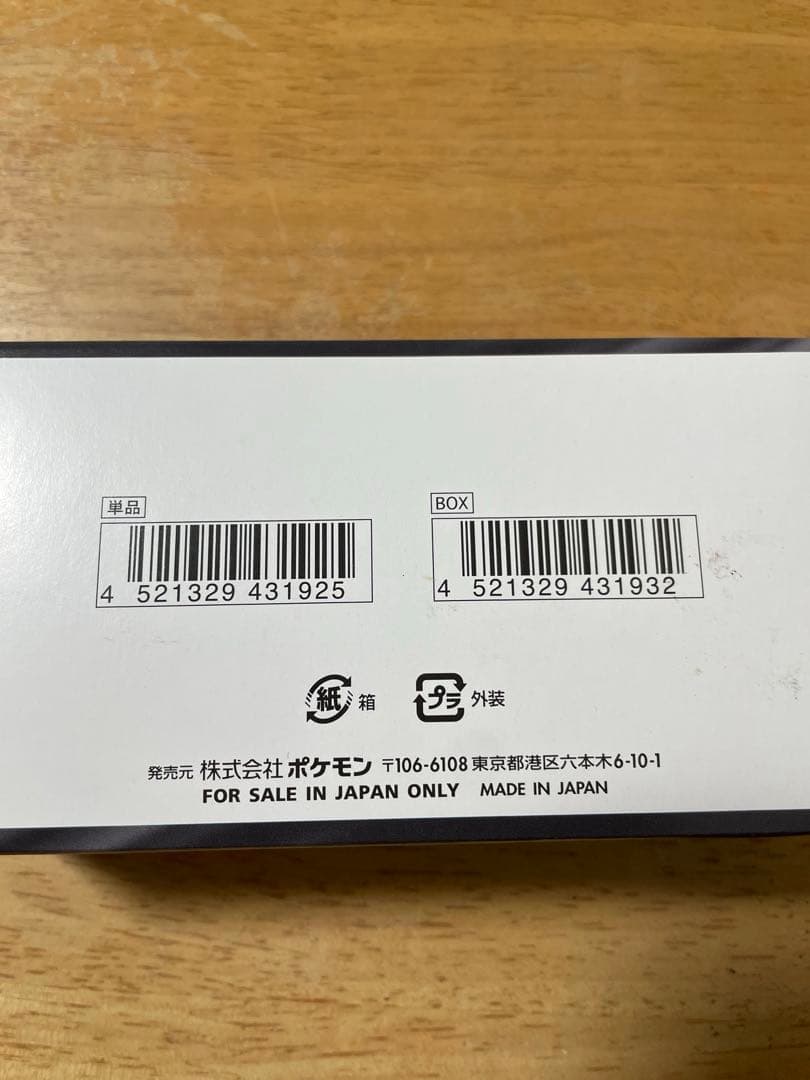 単品
BOX
4 521329 431925
4 521329 431932
紙 箱
プラ 外装
発売元 株式会社 ポケモン 〒106-6108 東京都港区六本木6-10-1
FOR SALE IN JAPAN ONLY MADE IN JAPAN